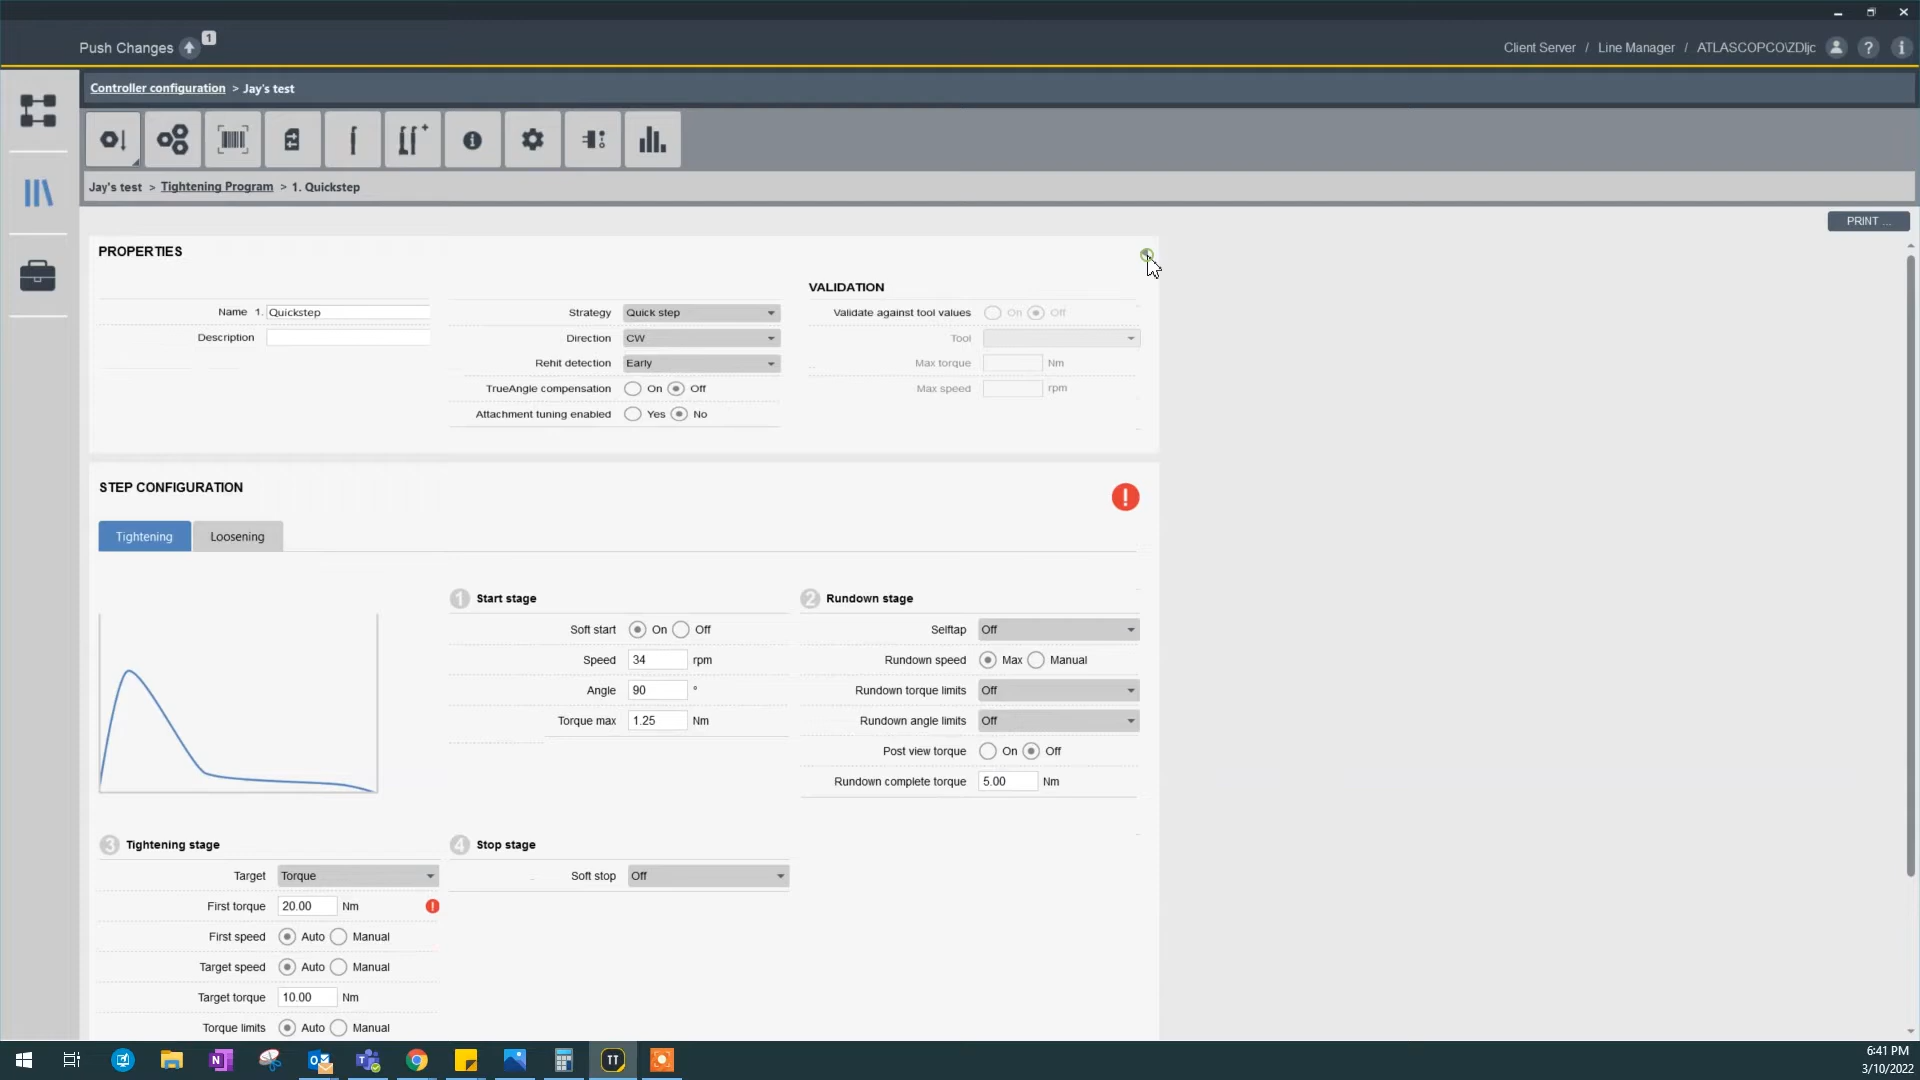 Push Changes 1
Client Server / Line Manager / ATLASCOPCO\ZDljc ? i
Controller configuration > Jay's test
Jay's test > Tightening Program > 1. Quickstep
PRINT ...
PROPERTIES
VALIDATION
Name 1. Quickstep
Description
Strategy Quick step
Direction CW
Rehit detection Early
TrueAngle compensation On Off
Attachment tuning enabled Yes No
Validate against tool values On Off
Tool
Max torque Nm
Max speed rpm
STEP CONFIGURATION
!
Tightening Loosening
1 Start stage
Soft start On Off
Speed 34 rpm
Angle 90 °
Torque max 1.25 Nm
2 Rundown stage
Selftap Off
Rundown speed Max Manual
Rundown torque limits Off
Rundown angle limits Off
Post view torque On Off
Rundown complete torque 5.00 Nm
3 Tightening stage
Target Torque
First torque 20.00 Nm !
First speed Auto Manual
Target speed Auto Manual
Target torque 10.00 Nm
Torque limits Auto Manual
4 Stop stage
Soft stop Off
6:41 PM
3/10/2022